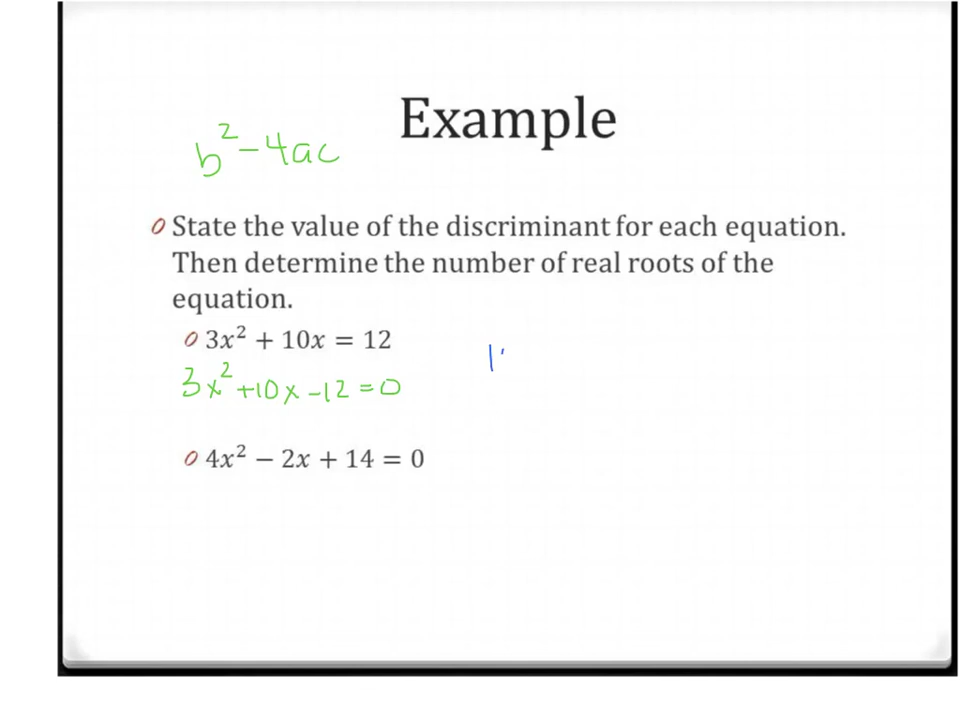 Example
b² - 4ac
State the value of the discriminant for each equation.
Then determine the number of real roots of the
equation.
3x² + 10x = 12
3x² +10x -12 = 0
4x² − 2x + 14 = 0